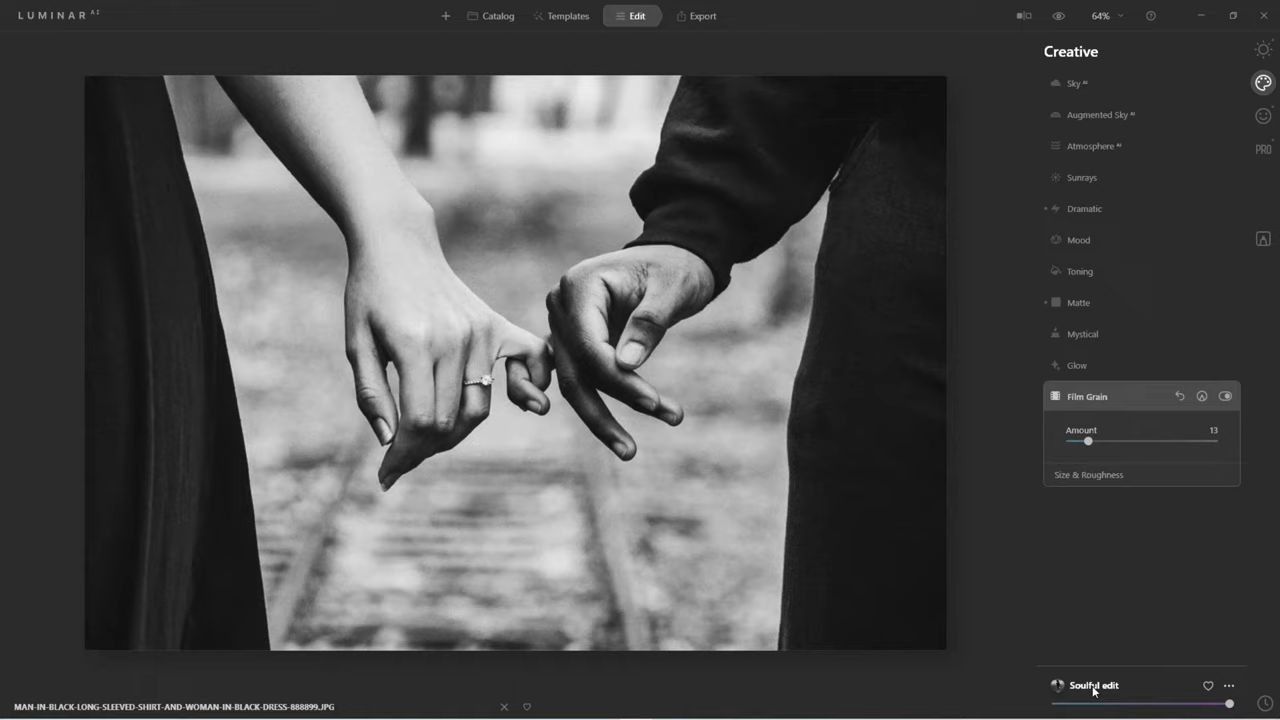 LUMINAR AI
Catalog
Templates
Edit
Export
64%
Creative
Sky AI
Augmented Sky AI
Atmosphere AI
Sunrays
Dramatic
Mood
Toning
Matte
Mystical
Glow
Film Grain
Amount 13
Size & Roughness
PRO
Soulful edit
MAN-IN-BLACK-LONG-SLEEVED-SHIRT-AND-WOMAN-IN-BLACK-DRESS-888899.JPG